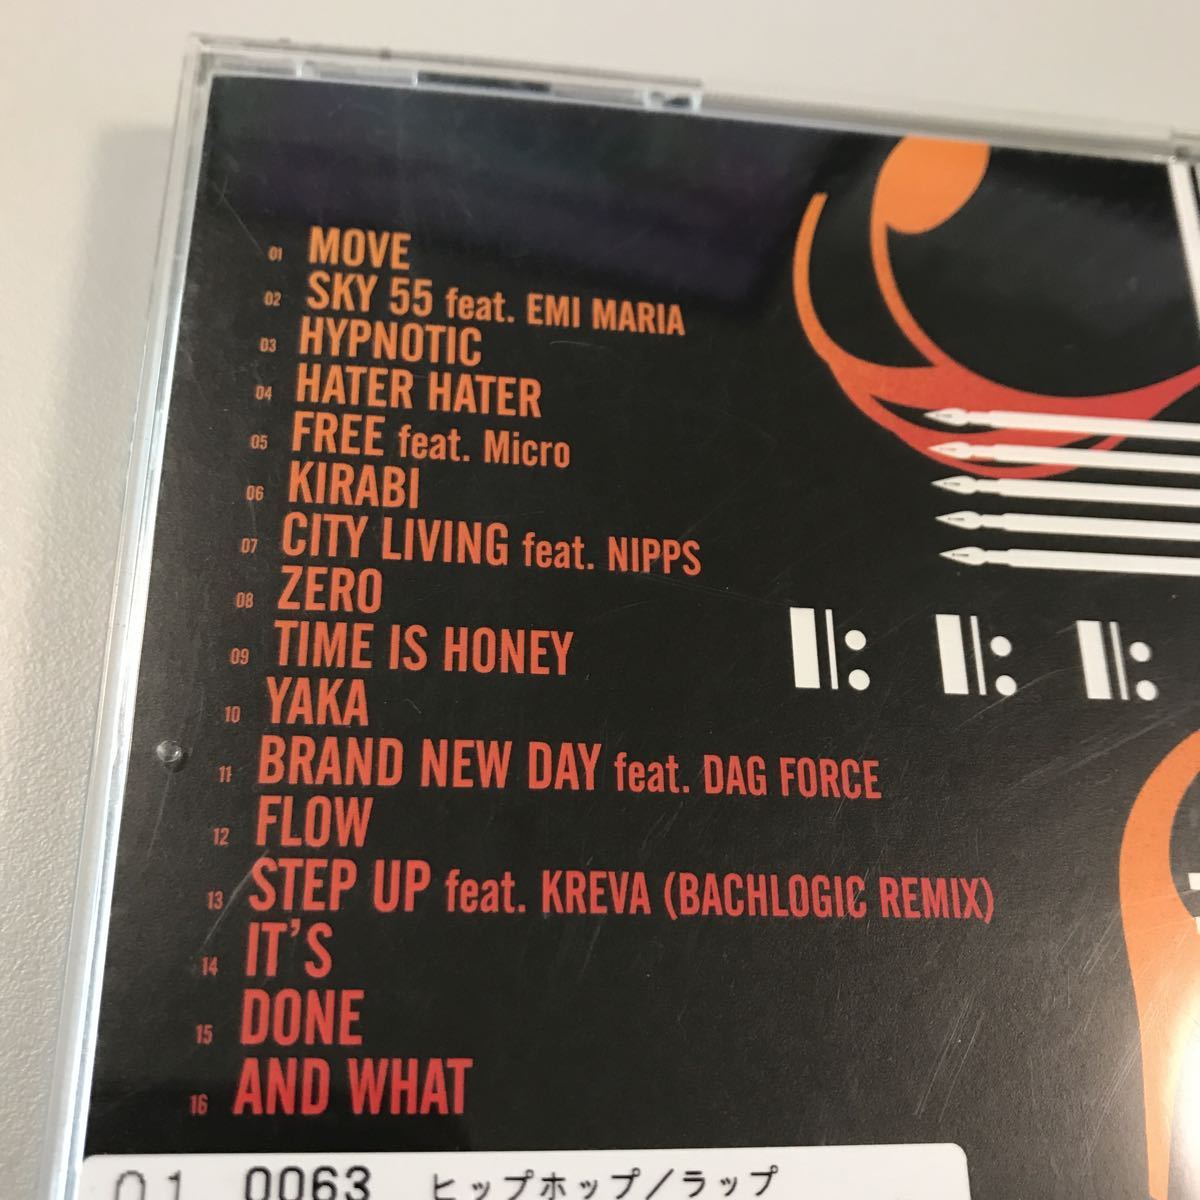 01 MOVE
02 SKY 55 feat. EMI MARIA
03 HYPNOTIC
04 HATER HATER
05 FREE feat. Micro
06 KIRABI
07 CITY LIVING feat. NIPPS
08 ZERO
09 TIME IS HONEY
10 YAKA
11 BRAND NEW DAY feat. DAG FORCE
12 FLOW
13 STEP UP feat. KREVA (BACHLOGIC REMIX)
14 IT'S
15 DONE
16 AND WHAT
01 0063 ヒップホップ/ラップ